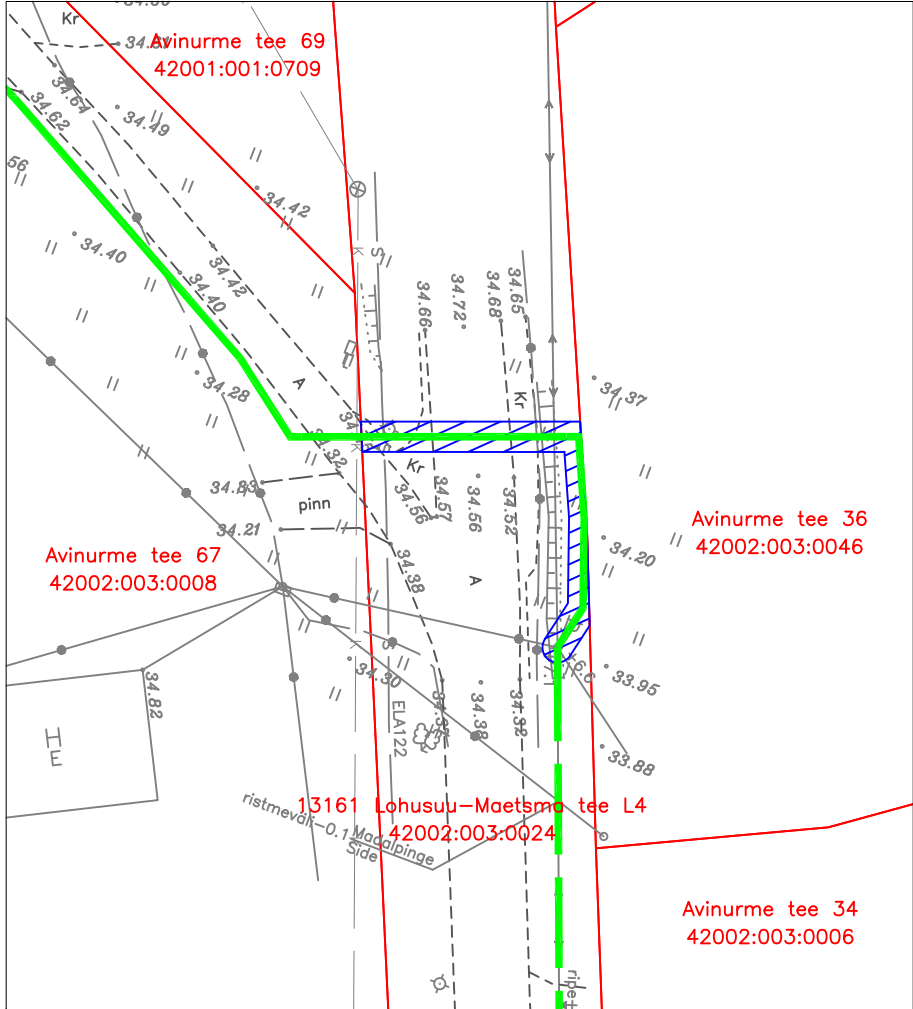 Kr
Avinurme tee 69
42001:001:0709
34.64
34.62
34.49
56
34.42
34.40
34.42
34.40
S
K
34.66
34.72
34.68
34.65
34.28
A
Kr
34.37
34.32
Kr
34.83
pinn
34.56
34.57
34.56
34.52
34.21
Avinurme tee 36
42002:003:0046
34.20
Avinurme tee 67
42002:003:0008
34.38
A
34.30
33.95
34.82
ELA122
34.38
34.32
33.88
HE
13161 Lohusuu-Maetsma tee L4
42002:003:0024
Madalpinge
Side
Avinurme tee 34
42002:003:0006